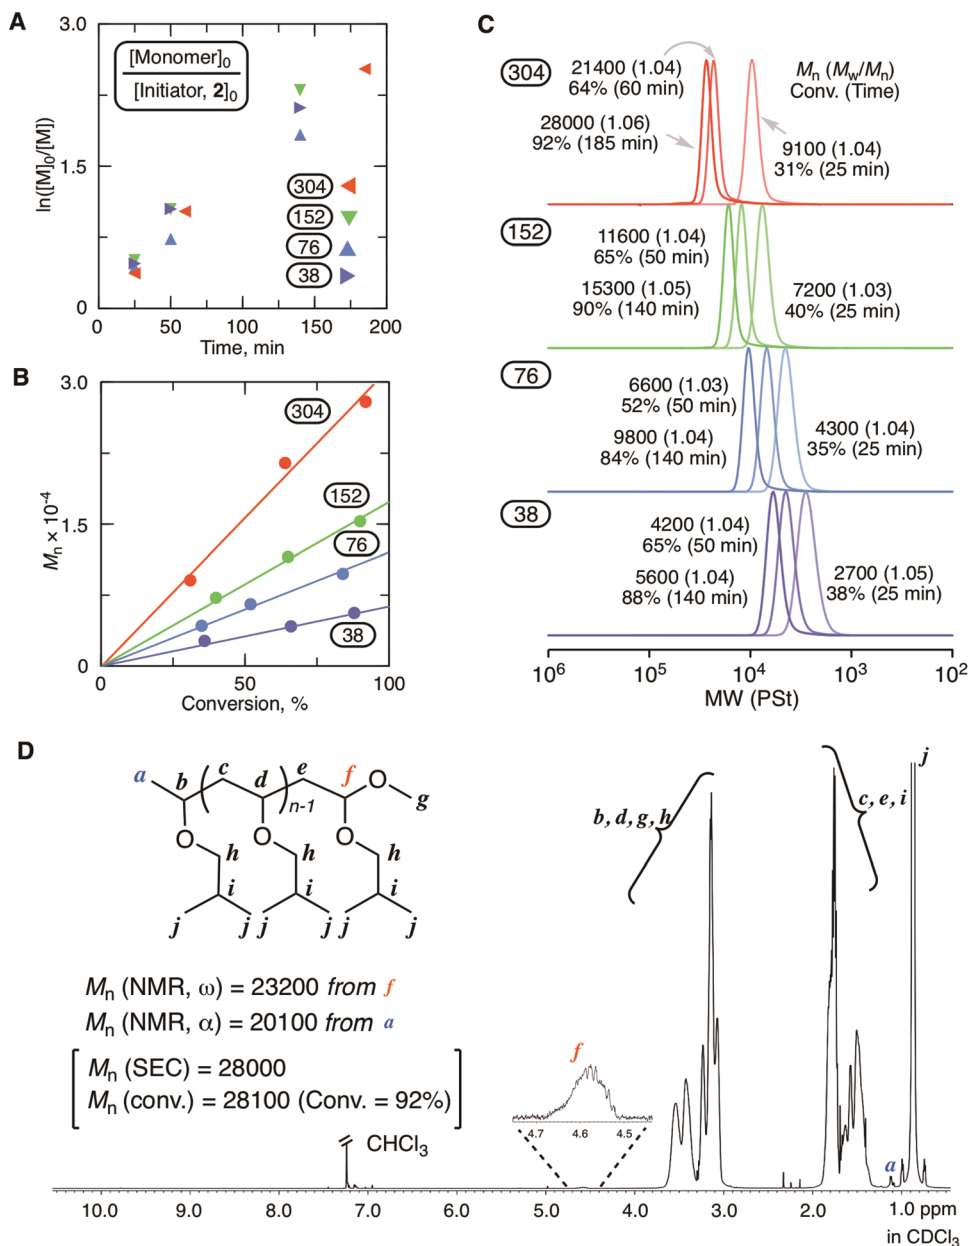 A
3.0
1.5
0
ln([M]0/[M])
[Monomer]0
[Initiator, 2]0
304
152
76
38
0
50
100
150
200
Time, min
B
3.0
1.5
0
Mn × 10-4
304
152
76
38
0
50
100
Conversion, %
C
304
21400 (1.04)
64% (60 min)
28000 (1.06)
92% (185 min)
Mn (Mw/Mn)
Conv. (Time)
9100 (1.04)
31% (25 min)
152
11600 (1.04)
65% (50 min)
15300 (1.05)
90% (140 min)
7200 (1.03)
40% (25 min)
76
6600 (1.03)
52% (50 min)
9800 (1.04)
84% (140 min)
4300 (1.04)
35% (25 min)
38
4200 (1.04)
65% (50 min)
5600 (1.04)
88% (140 min)
2700 (1.05)
38% (25 min)
10⁶ 10⁵ 10⁴ 10³ 10²
MW (PSt)
D
a b c d e f O g
n-1
O O O
h h h
i i i
j j j j j j
Mn (NMR, ω) = 23200 from f
Mn (NMR, α) = 20100 from a
Mn (SEC) = 28000
Mn (conv.) = 28100 (Conv. = 92%)
CHCl3
f
4.7 4.6 4.5
b, d, g, h
c, e, i
j
a
10.0 9.0 8.0 7.0 6.0 5.0 4.0 3.0 2.0 1.0 ppm
in CDCl3